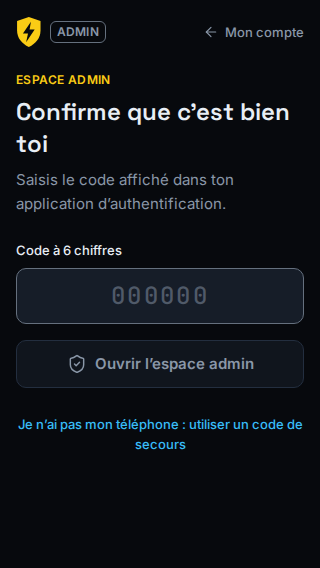 ADMIN
← Mon compte
ESPACE ADMIN
Confirme que c’est bien
toi
Saisis le code affiché dans ton
application d’authentification.
Code à 6 chiffres
000000
Ouvrir l’espace admin
Je n’ai pas mon téléphone : utiliser un code de
secours